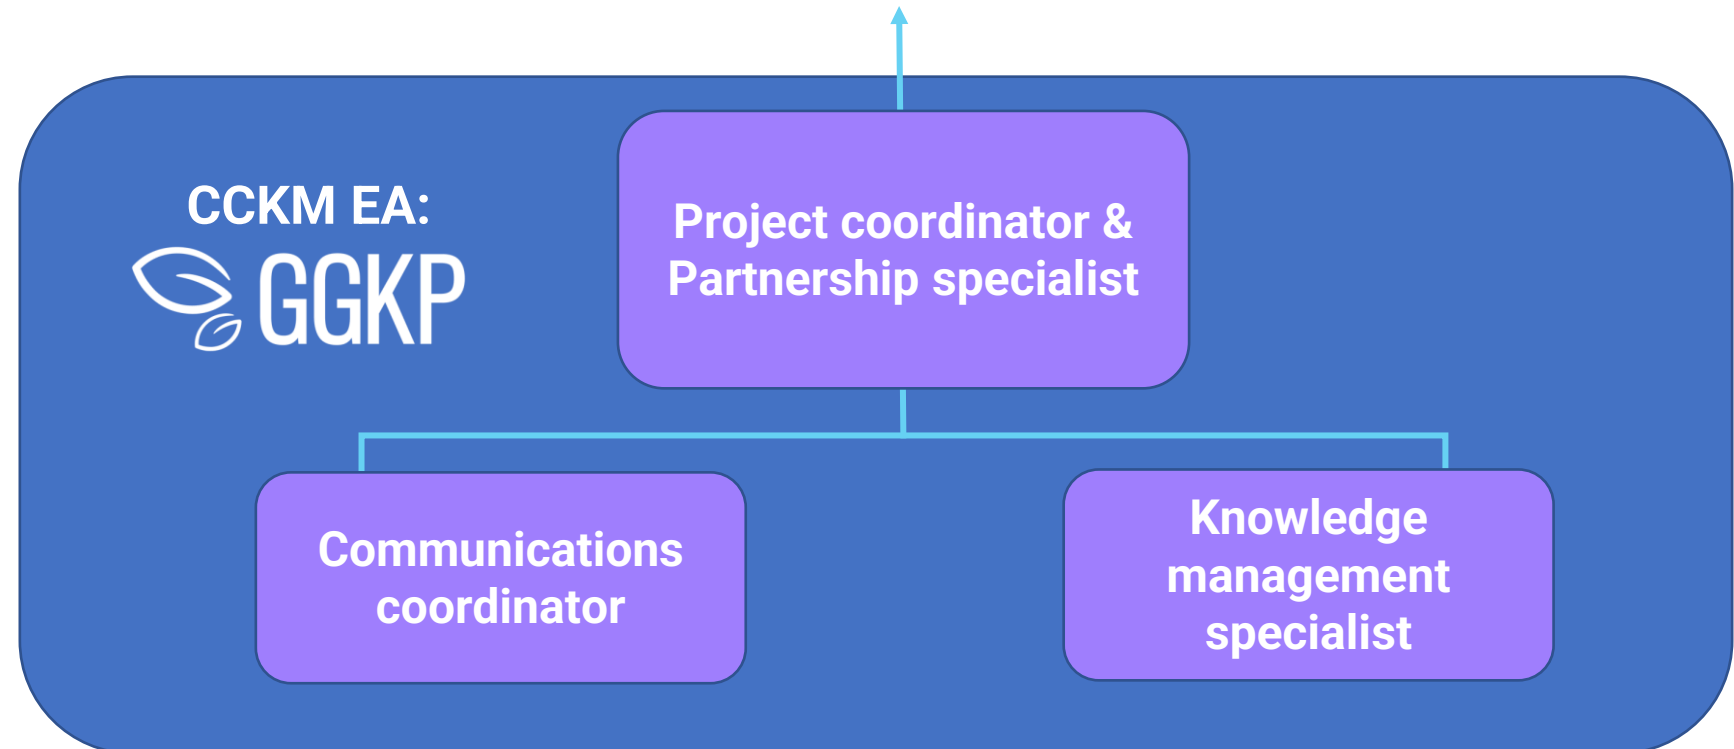 CCKM EA:
GGKP
Project coordinator &
Partnership specialist
Communications
coordinator
Knowledge
management
specialist